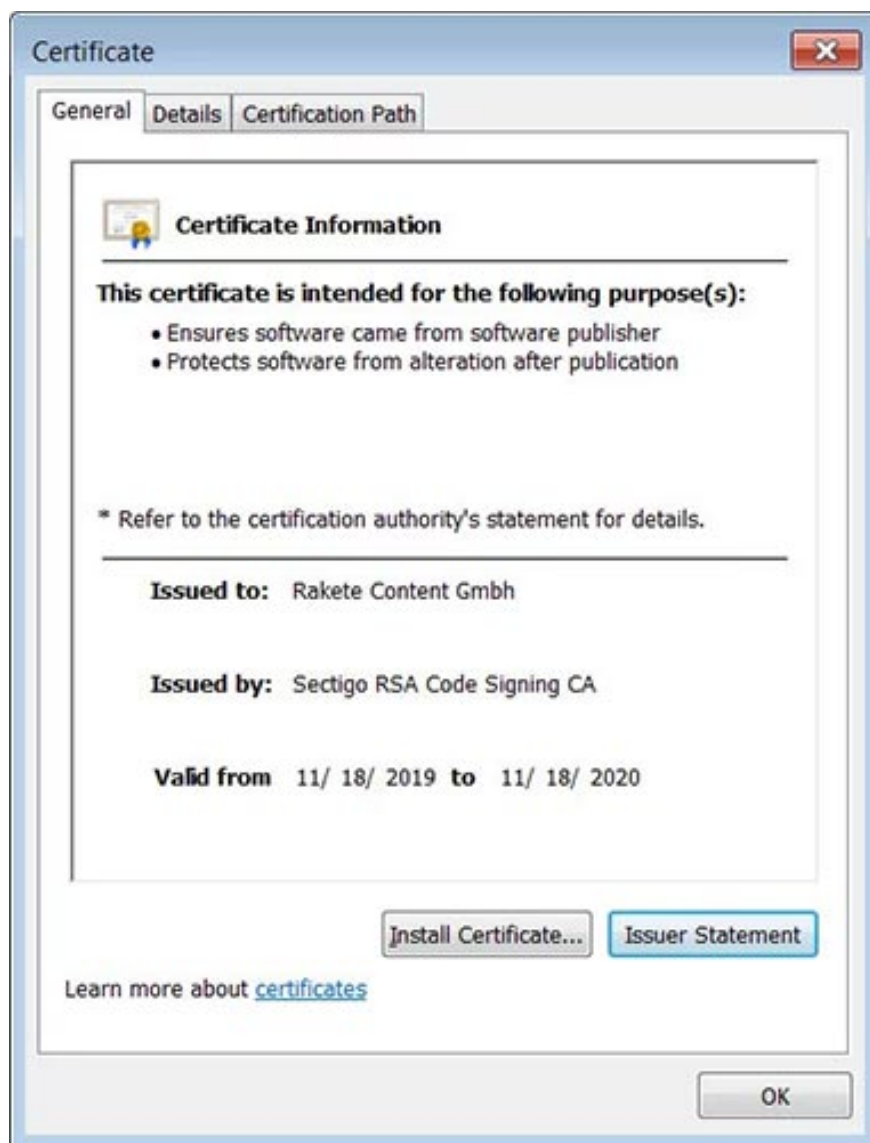 Certificate
General Details Certification Path
Certificate Information
This certificate is intended for the following purpose(s):
• Ensures software came from software publisher
• Protects software from alteration after publication
* Refer to the certification authority's statement for details.
Issued to: Rakete Content Gmbh
Issued by: Sectigo RSA Code Signing CA
Valid from 11/ 18/ 2019 to 11/ 18/ 2020
Install Certificate... Issuer Statement
Learn more about certificates
OK